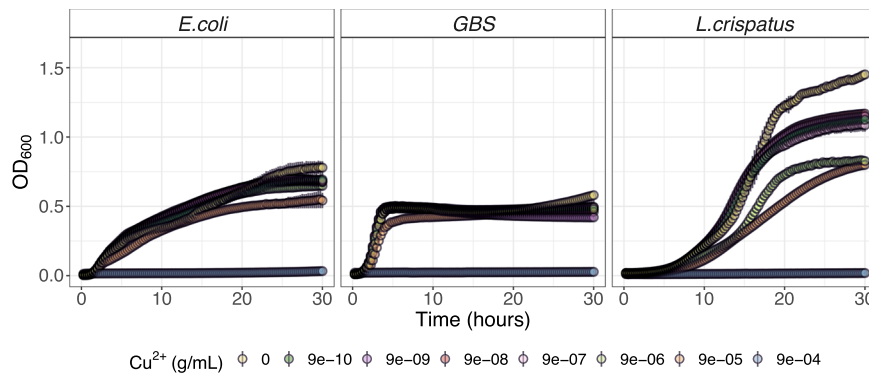 E.coli GBS L.crispatus
1.5
1.0
0.5
0.0
OD600
0 10 20 30 0 10 20 30 0 10 20 30
Time (hours)
Cu2+ (g/mL) 0 9e-10 9e-09 9e-08 9e-07 9e-06 9e-05 9e-04